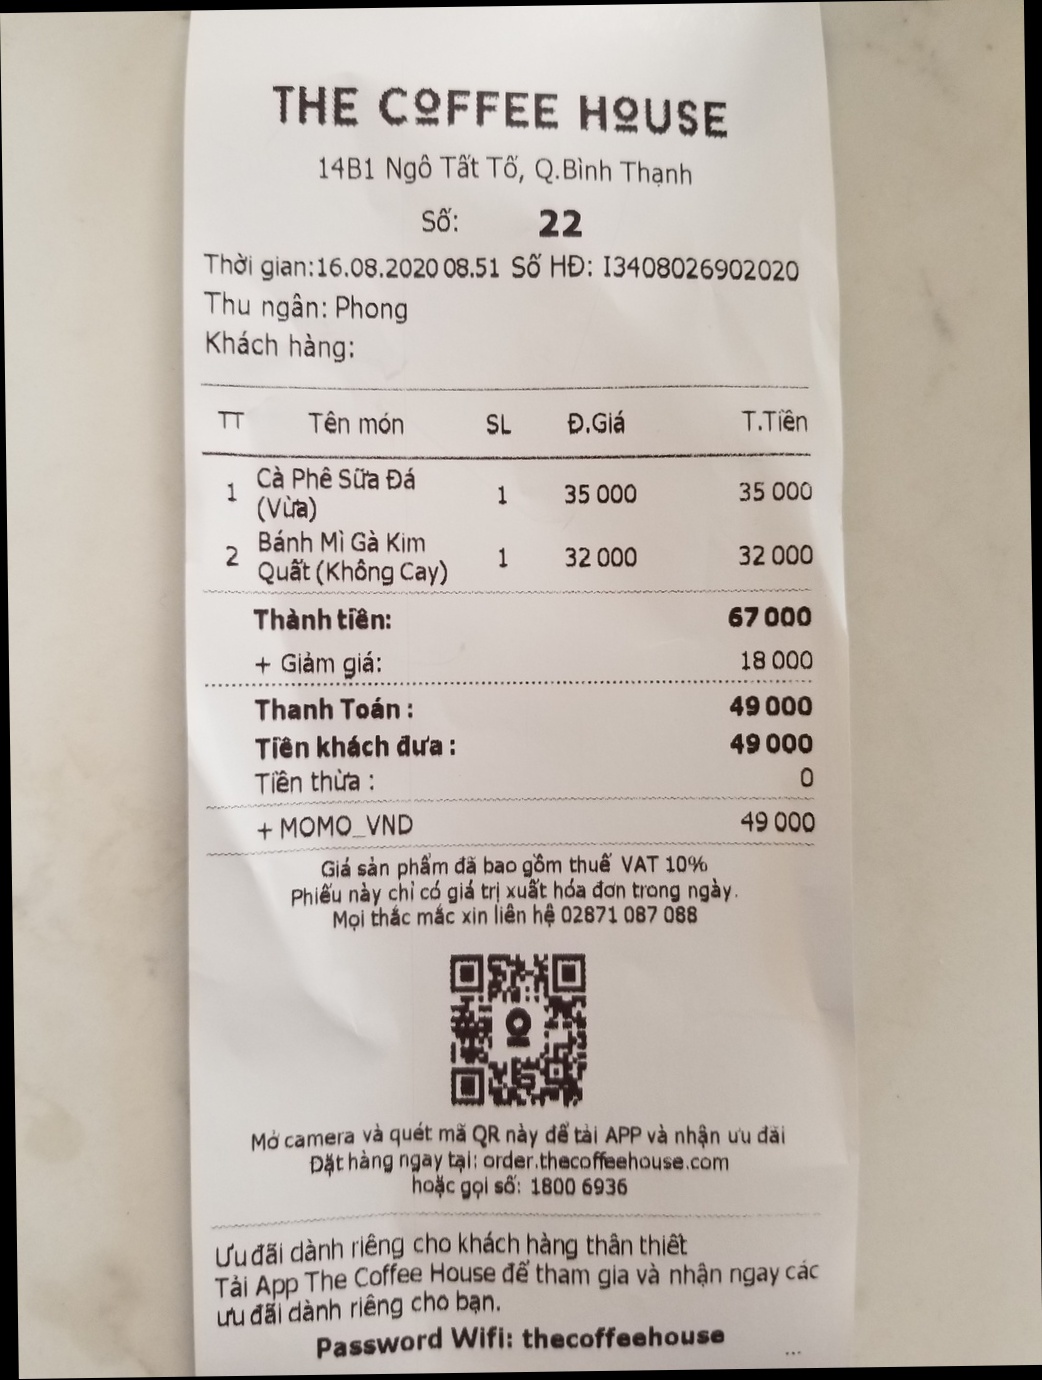 THE COFFEE HOUSE
14B1 Ngô Tất Tố, Q.Bình Thạnh
Số: 22
Thời gian:16.08.2020 08.51 Số HĐ: I3408026902020
Thu ngân: Phong
Khách hàng:
TT Tên món SL Đ.Giá T.Tiền
1 Cà Phê Sữa Đá 1 35 000 35 000
(Vừa)
2 Bánh Mì Gà Kim 1 32 000 32 000
Quất (Không Cay)
Thành tiền: 67 000
+ Giảm giá: 18 000
Thanh Toán : 49 000
Tiền khách đưa : 49 000
Tiền thừa : 0
+ MOMO_VND 49 000
Giá sản phẩm đã bao gồm thuế VAT 10%
Phiếu này chỉ có giá trị xuất hóa đơn trong ngày.
Mọi thắc mắc xin liên hệ 02871 087 088
Mở camera và quét mã QR này để tải APP và nhận ưu đãi
Đặt hàng ngay tại: order.thecoffeehouse.com
hoặc gọi số: 1800 6936
Ưu đãi dành riêng cho khách hàng thân thiết
Tải App The Coffee House để tham gia và nhận ngay các
ưu đãi dành riêng cho bạn.
Password Wifi: thecoffeehouse
...